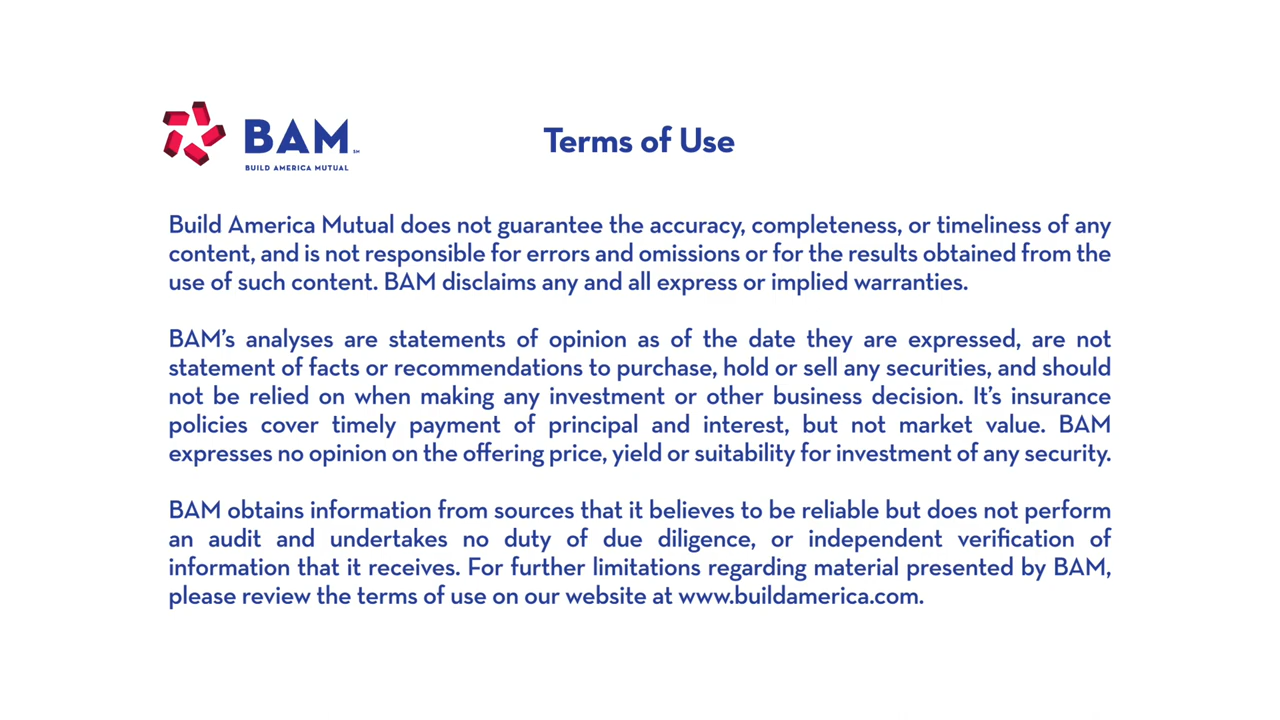 BAM
SM
BUILD AMERICA MUTUAL
Terms of Use
Build America Mutual does not guarantee the accuracy, completeness, or timeliness of any
content, and is not responsible for errors and omissions or for the results obtained from the
use of such content. BAM disclaims any and all express or implied warranties.
BAM’s analyses are statements of opinion as of the date they are expressed, are not
statement of facts or recommendations to purchase, hold or sell any securities, and should
not be relied on when making any investment or other business decision. It’s insurance
policies cover timely payment of principal and interest, but not market value. BAM
expresses no opinion on the offering price, yield or suitability for investment of any security.
BAM obtains information from sources that it believes to be reliable but does not perform
an audit and undertakes no duty of due diligence, or independent verification of
information that it receives. For further limitations regarding material presented by BAM,
please review the terms of use on our website at www.buildamerica.com.